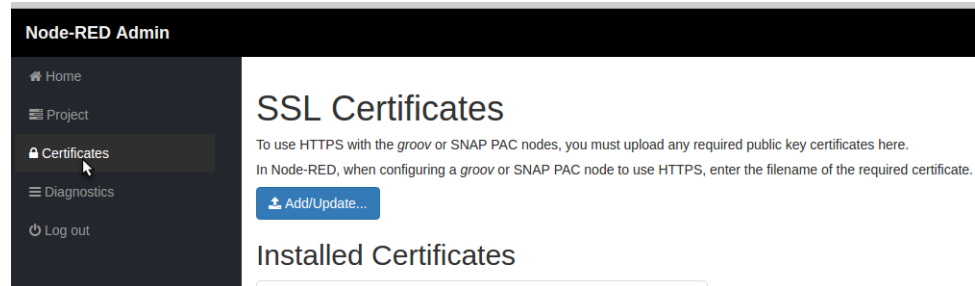 Node-RED Admin
Home
Project
Certificates
Diagnostics
Log out
SSL Certificates
To use HTTPS with the groov or SNAP PAC nodes, you must upload any required public key certificates here.
In Node-RED, when configuring a groov or SNAP PAC node to use HTTPS, enter the filename of the required certificate.
Add/Update...
Installed Certificates